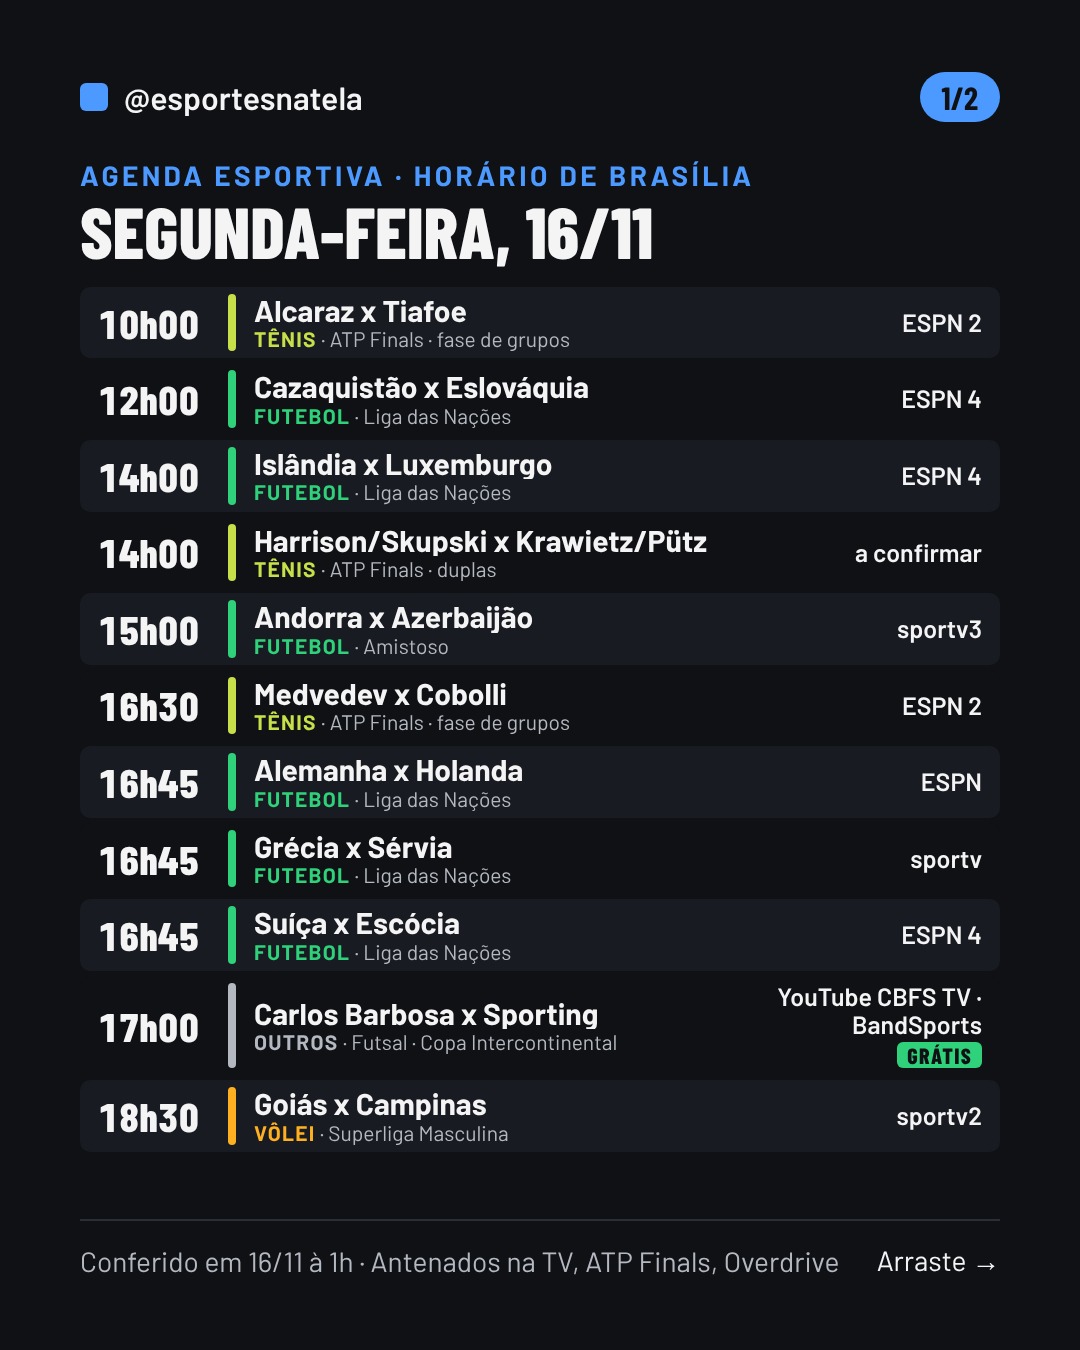 @esportesnatela
1/2
AGENDA ESPORTIVA · HORÁRIO DE BRASÍLIA
SEGUNDA-FEIRA, 16/11
10h00
Alcaraz x Tiafoe
TÊNIS · ATP Finals · fase de grupos
ESPN 2
12h00
Cazaquistão x Eslováquia
FUTEBOL · Liga das Nações
ESPN 4
14h00
Islândia x Luxemburgo
FUTEBOL · Liga das Nações
ESPN 4
14h00
Harrison/Skupski x Krawietz/Pütz
TÊNIS · ATP Finals · duplas
a confirmar
15h00
Andorra x Azerbaijão
FUTEBOL · Amistoso
sportv3
16h30
Medvedev x Cobolli
TÊNIS · ATP Finals · fase de grupos
ESPN 2
16h45
Alemanha x Holanda
FUTEBOL · Liga das Nações
ESPN
16h45
Grécia x Sérvia
FUTEBOL · Liga das Nações
sportv
16h45
Suíça x Escócia
FUTEBOL · Liga das Nações
ESPN 4
17h00
Carlos Barbosa x Sporting
OUTROS · Futsal · Copa Intercontinental
YouTube CBFS TV ·
BandSports
GRÁTIS
18h30
Goiás x Campinas
VÔLEI · Superliga Masculina
sportv2
Conferido em 16/11 à 1h · Antenados na TV, ATP Finals, Overdrive
Arraste →